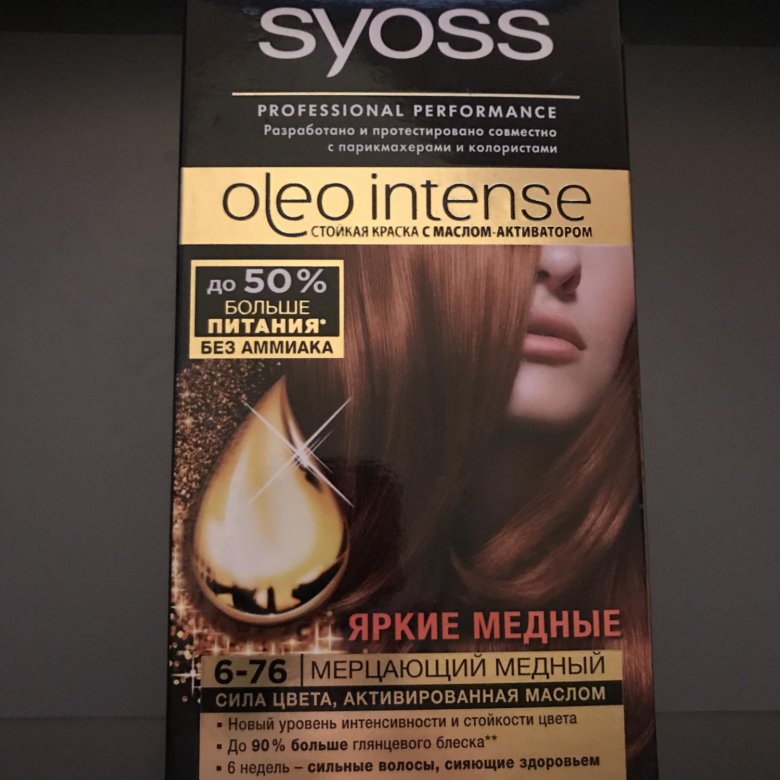 syoss
PROFESSIONAL PERFORMANCE
Разработано и протестировано совместно
с парикмахерами и колористами
oleo intense
СТОЙКАЯ КРАСКА С МАСЛОМ-АКТИВАТОРОМ
до 50%
БОЛЬШЕ
ПИТАНИЯ*
БЕЗ АММИАКА
ЯРКИЕ МЕДНЫЕ
6-76 МЕРЦАЮЩИЙ МЕДНЫЙ
СИЛА ЦВЕТА, АКТИВИРОВАННАЯ МАСЛОМ
▪ Новый уровень интенсивности и стойкости цвета
▪ До 90% больше глянцевого блеска**
▪ 6 недель – сильные волосы, сияющие здоровьем